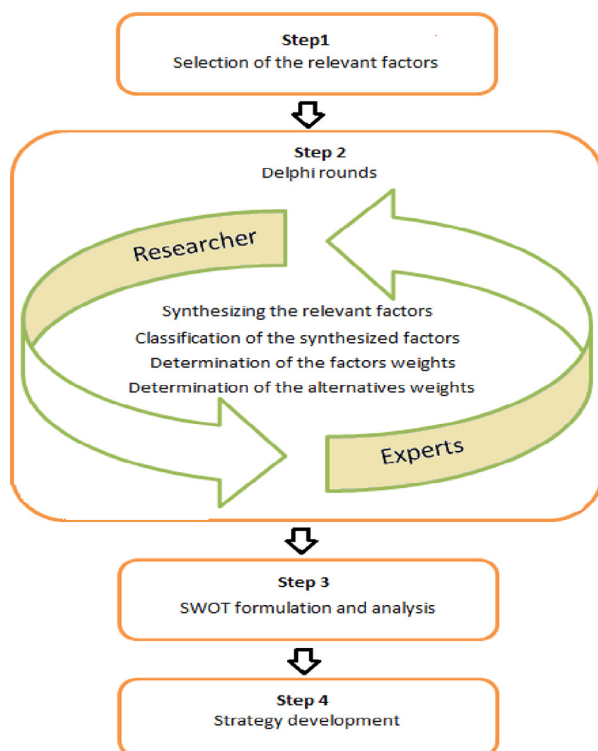 Step1
Selection of the relevant factors
Step 2
Delphi rounds
Researcher
Synthesizing the relevant factors
Classification of the synthesized factors
Determination of the factors weights
Determination of the alternatives weights
Experts
Step 3
SWOT formulation and analysis
Step 4
Strategy development